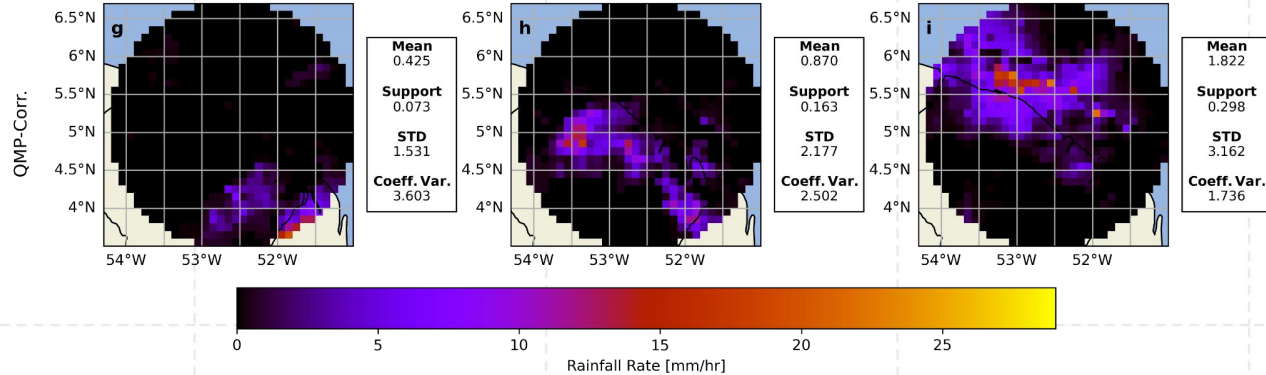 QMP-Corr.
g
6.5°N
6°N
5.5°N
5°N
4.5°N
4°N
54°W 53°W 52°W
Mean
0.425
Support
0.073
STD
1.531
Coeff. Var.
3.603
h
6.5°N
6°N
5.5°N
5°N
4.5°N
4°N
54°W 53°W 52°W
Mean
0.870
Support
0.163
STD
2.177
Coeff. Var.
2.502
i
6.5°N
6°N
5.5°N
5°N
4.5°N
4°N
54°W 53°W 52°W
Mean
1.822
Support
0.298
STD
3.162
Coeff. Var.
1.736
0 5 10 15 20 25
Rainfall Rate [mm/hr]